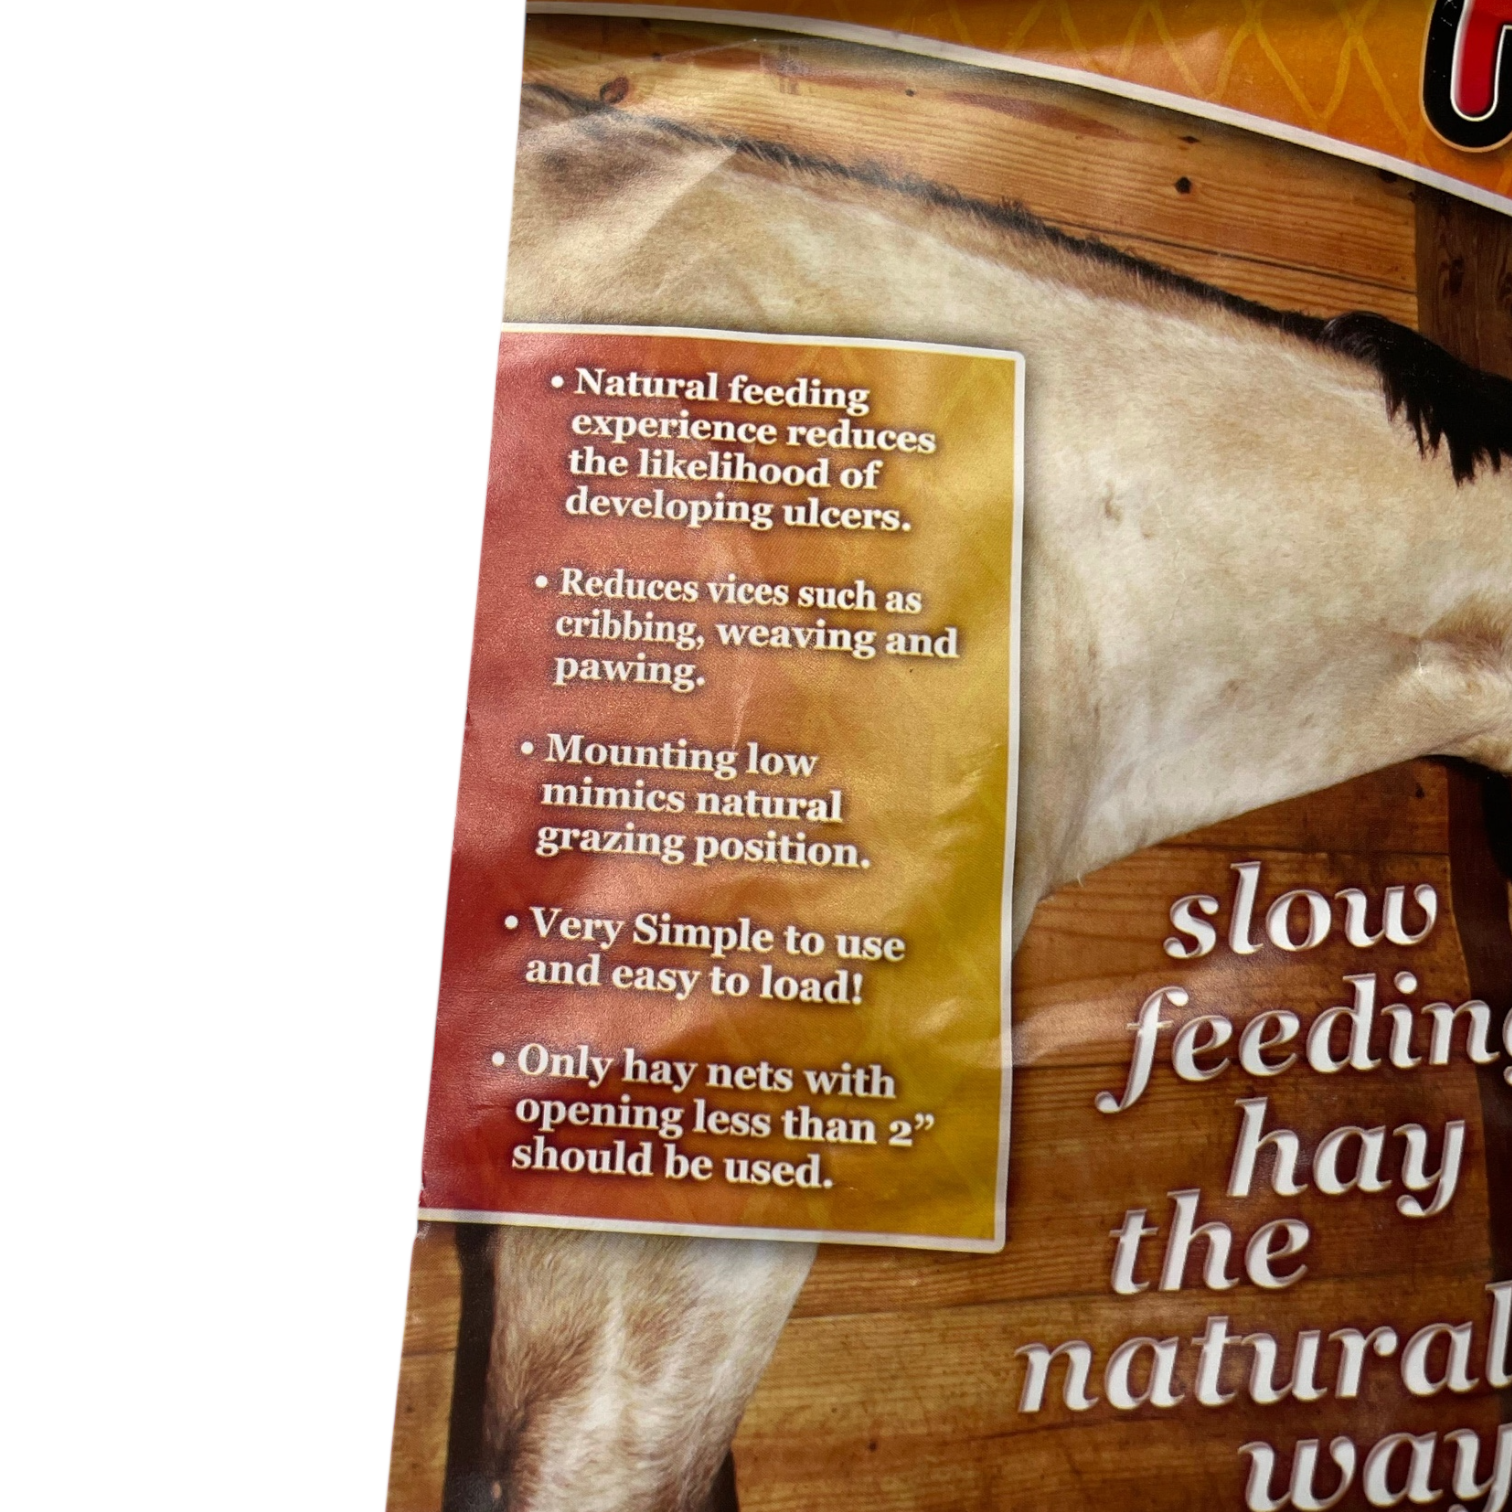 • Natural feeding
experience reduces
the likelihood of
developing ulcers.
• Reduces vices such as
cribbing, weaving and
pawing.
• Mounting low
mimics natural
grazing position.
• Very Simple to use
and easy to load!
• Only hay nets with
opening less than 2”
should be used.
slow
feeding
hay
the
natural
way